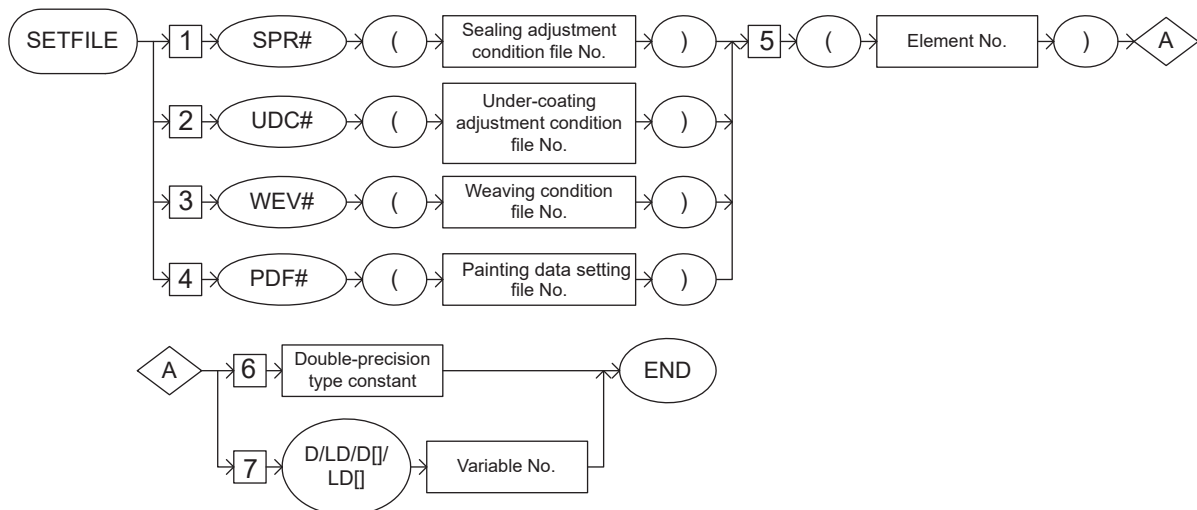 SETFILE
1
SPR#
(
Sealing adjustment
condition file No.
)
5
(
Element No.
)
A
2
UDC#
(
Under-coating
adjustment condition
file No.
)
3
WEV#
(
Weaving condition
file No.
)
4
PDF#
(
Painting data setting
file No.
)
A
6
Double-precision
type constant
END
7
D/LD/D[]/
LD[]
Variable No.